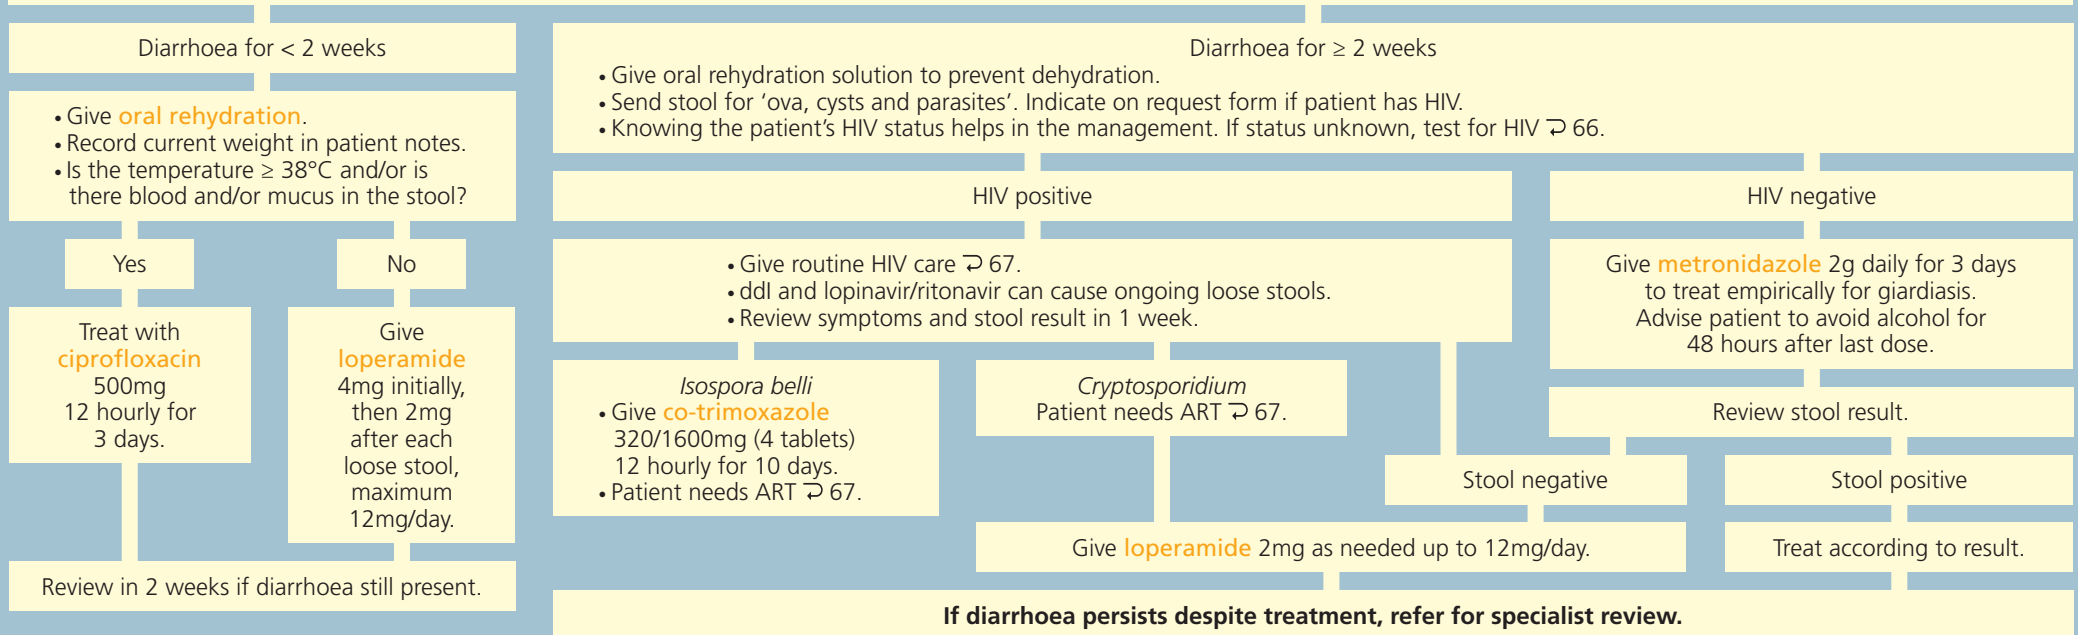 Diarrhoea for < 2 weeks
• Give oral rehydration.
• Record current weight in patient notes.
• Is the temperature ≥ 38°C and/or is
there blood and/or mucus in the stool?
Yes
Treat with
ciprofloxacin
500mg
12 hourly for
3 days.
No
Give
loperamide
4mg initially,
then 2mg
after each
loose stool,
maximum
12mg/day.
Review in 2 weeks if diarrhoea still present.
Diarrhoea for ≥ 2 weeks
• Give oral rehydration solution to prevent dehydration.
• Send stool for ‘ova, cysts and parasites’. Indicate on request form if patient has HIV.
• Knowing the patient’s HIV status helps in the management. If status unknown, test for HIV ⊋ 66.
HIV positive
• Give routine HIV care ⊋ 67.
• ddI and lopinavir/ritonavir can cause ongoing loose stools.
• Review symptoms and stool result in 1 week.
Isospora belli
• Give co-trimoxazole
320/1600mg (4 tablets)
12 hourly for 10 days.
• Patient needs ART ⊋ 67.
Cryptosporidium
Patient needs ART ⊋ 67.
HIV negative
Give metronidazole 2g daily for 3 days
to treat empirically for giardiasis.
Advise patient to avoid alcohol for
48 hours after last dose.
Review stool result.
Stool negative
Stool positive
Give loperamide 2mg as needed up to 12mg/day.
Treat according to result.
If diarrhoea persists despite treatment, refer for specialist review.